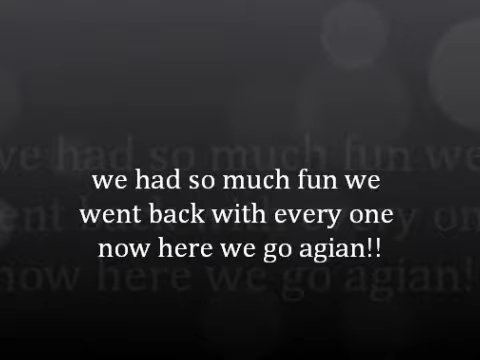 we had so much fun we
went back with every one
now here we go agian!!